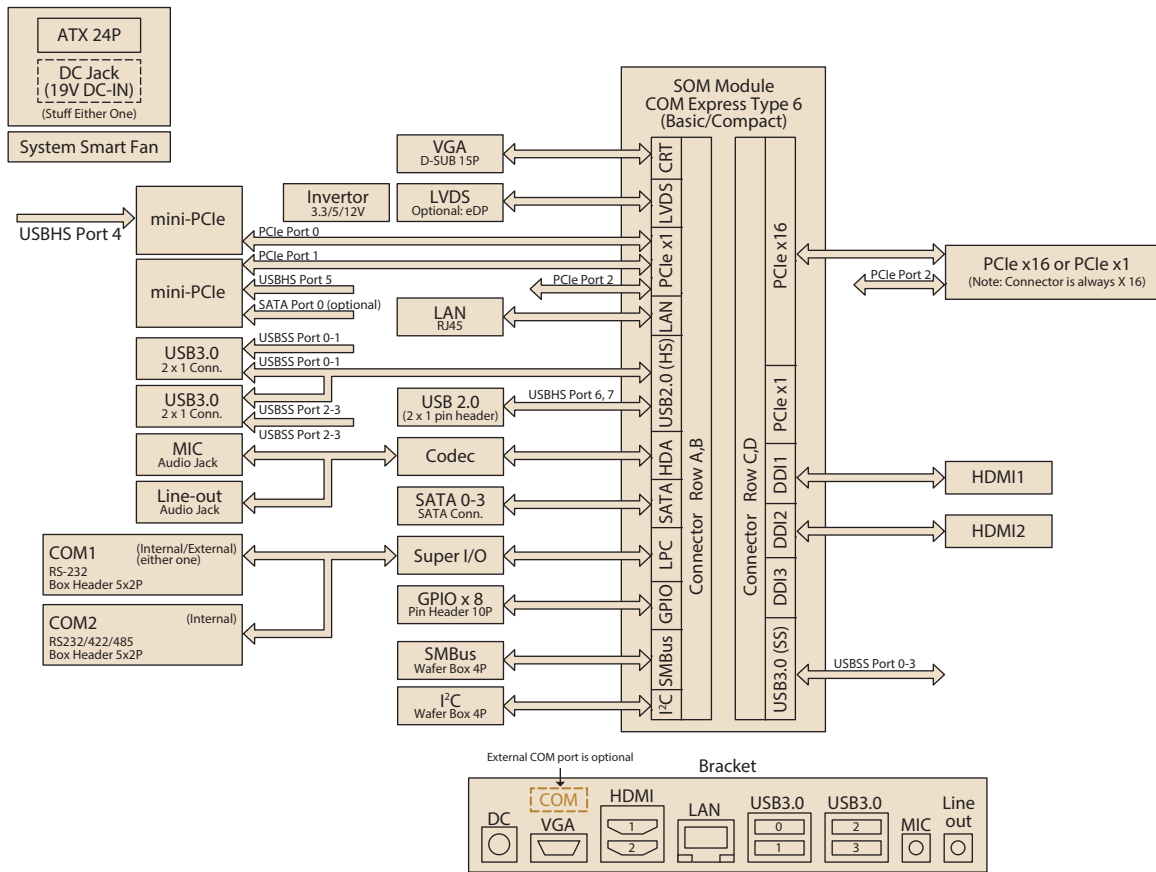 ATX 24P
DC Jack
(19V DC-IN)
(Stuff Either One)
System Smart Fan
SOM Module
COM Express Type 6
(Basic/Compact)
VGA
D-SUB 15P
Invertor
3.3/5/12V
LVDS
Optional: eDP
mini-PCIe
USBHS Port 4
PCIe Port 0
PCIe Port 1
mini-PCIe
USBHS Port 5
SATA Port 0 (optional)
PCIe Port 2
LAN
RJ45
USB3.0
2 x 1 Conn.
USBSS Port 0-1
USBSS Port 0-1
USB3.0
2 x 1 Conn.
USBSS Port 2-3
USBSS Port 2-3
USB 2.0
(2 x 1 pin header)
USBHS Port 6, 7
MIC
Audio Jack
Line-out
Audio Jack
Codec
SATA 0-3
SATA Conn.
COM1
(Internal/External)
(either one)
RS-232
Box Header 5x2P
COM2
(Internal)
RS232/422/485
Box Header 5x2P
Super I/O
GPIO x 8
Pin Header 10P
SMBus
Wafer Box 4P
I²C
Wafer Box 4P
CRT
LVDS
PCIe x1
LAN
USB2.0 (HS)
HDA
SATA
LPC
GPIO
SMBus
I²C
Connector Row A,B
Connector Row C,D
PCIe x16
PCIe x1
DDI1
DDI2
DDI3
USB3.0 (SS)
PCIe Port 2
PCIe x16 or PCIe x1
(Note: Connector is always X 16)
HDMI1
HDMI2
USBSS Port 0-3
External COM port is optional
Bracket
DC
COM
VGA
HDMI
1
2
LAN
USB3.0
0
1
USB3.0
2
3
MIC
Line
out